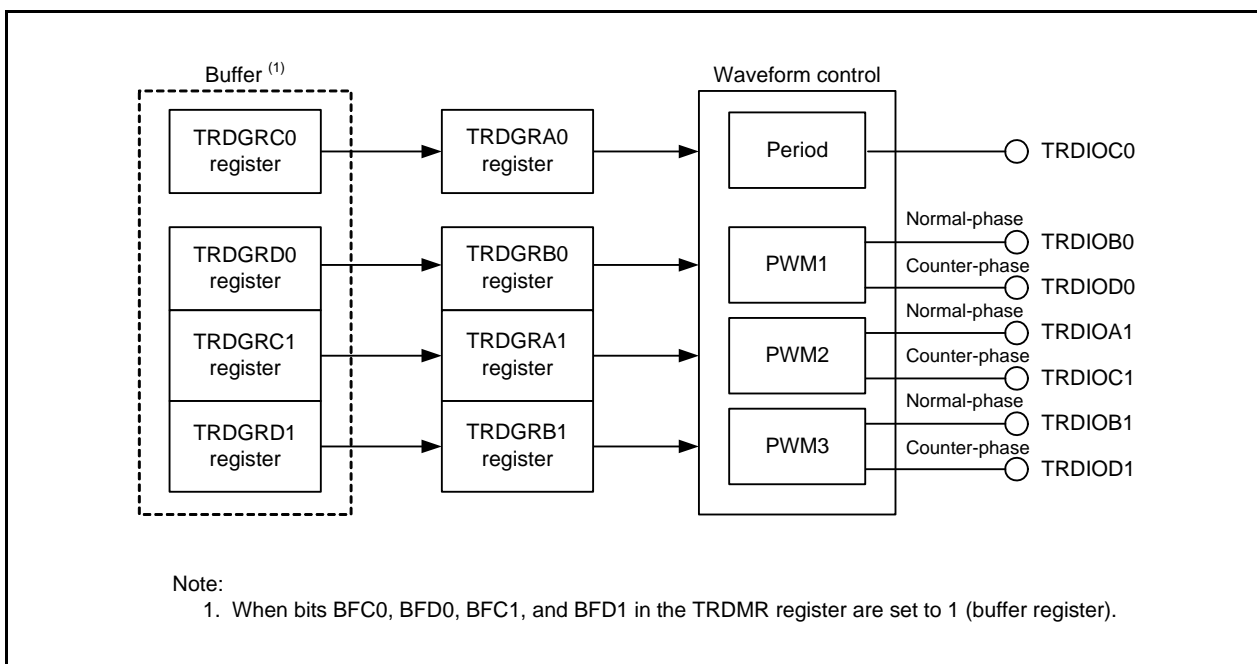 Buffer (1)
Waveform control
TRDGRC0
register
TRDGRA0
register
Period
TRDIOC0
TRDGRD0
register
TRDGRB0
register
PWM1
Normal-phase
TRDIOB0
Counter-phase
TRDIOD0
TRDGRC1
register
TRDGRA1
register
PWM2
Normal-phase
TRDIOA1
Counter-phase
TRDIOC1
TRDGRD1
register
TRDGRB1
register
PWM3
Normal-phase
TRDIOB1
Counter-phase
TRDIOD1
Note:
1. When bits BFC0, BFD0, BFC1, and BFD1 in the TRDMR register are set to 1 (buffer register).